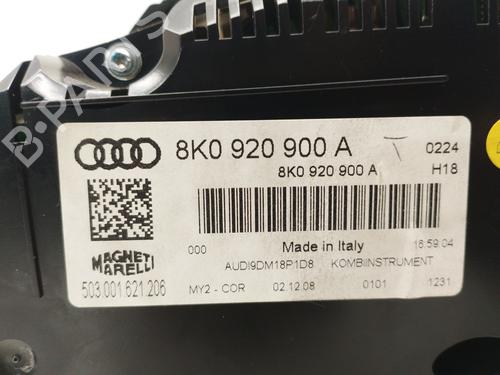 B-PARTS
8K0 920 900 A 0224
8K0 920 900 A H18
000 Made in Italy 16:59:04
MAGNETI MARELLI AUDI9DM18P1D8 KOMBIINSTRUMENT
503.001.621.206 MY2 - COR 02.12.08 0101 1231